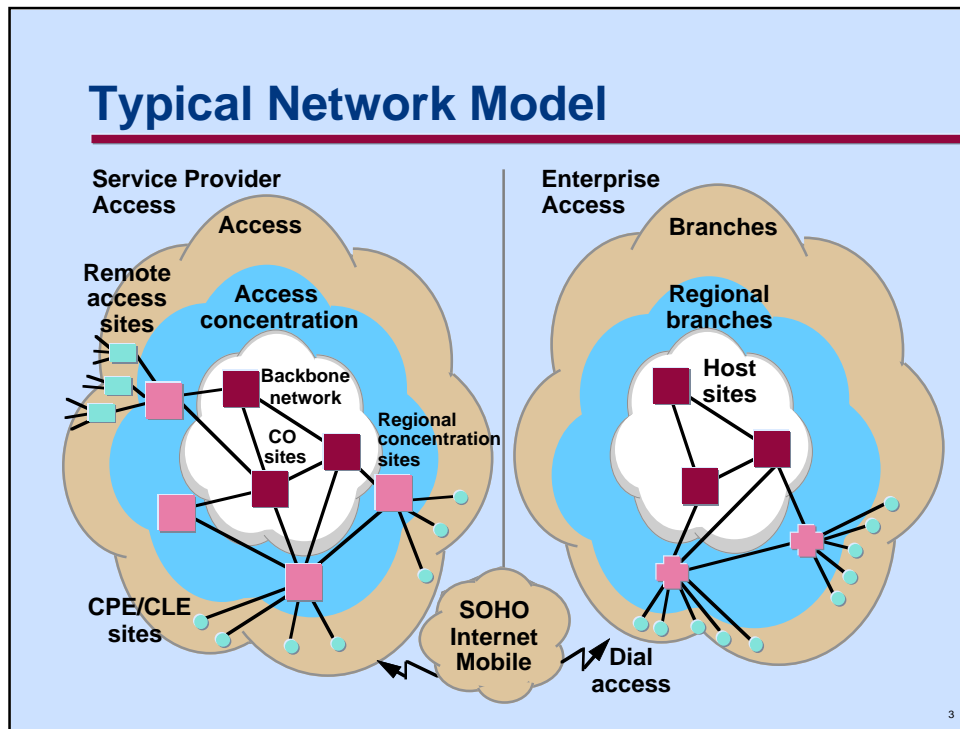 Typical Network Model
Service Provider
Access
Access
Remote
access
sites
Access
concentration
Backbone
network
CO
sites
Regional
concentration
sites
CPE/CLE
sites
Enterprise
Access
Branches
Regional
branches
Host
sites
SOHO
Internet
Mobile
Dial
access
3